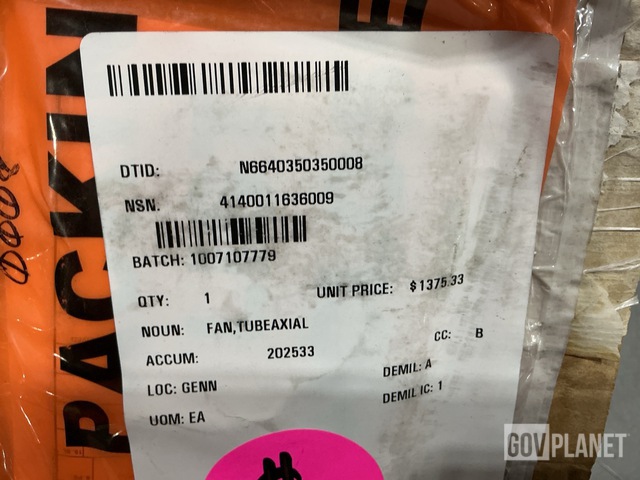 PACKIN
E
DTID: N6640350350008
NSN. 4140011636009
BATCH: 1007107779
QTY: 1 UNIT PRICE: $1375.33
NOUN: FAN,TUBEAXIAL
CC: B
ACCUM: 202533
DEMIL: A
LOC: GENN
DEMIL IC: 1
UOM: EA
GOVPLANET